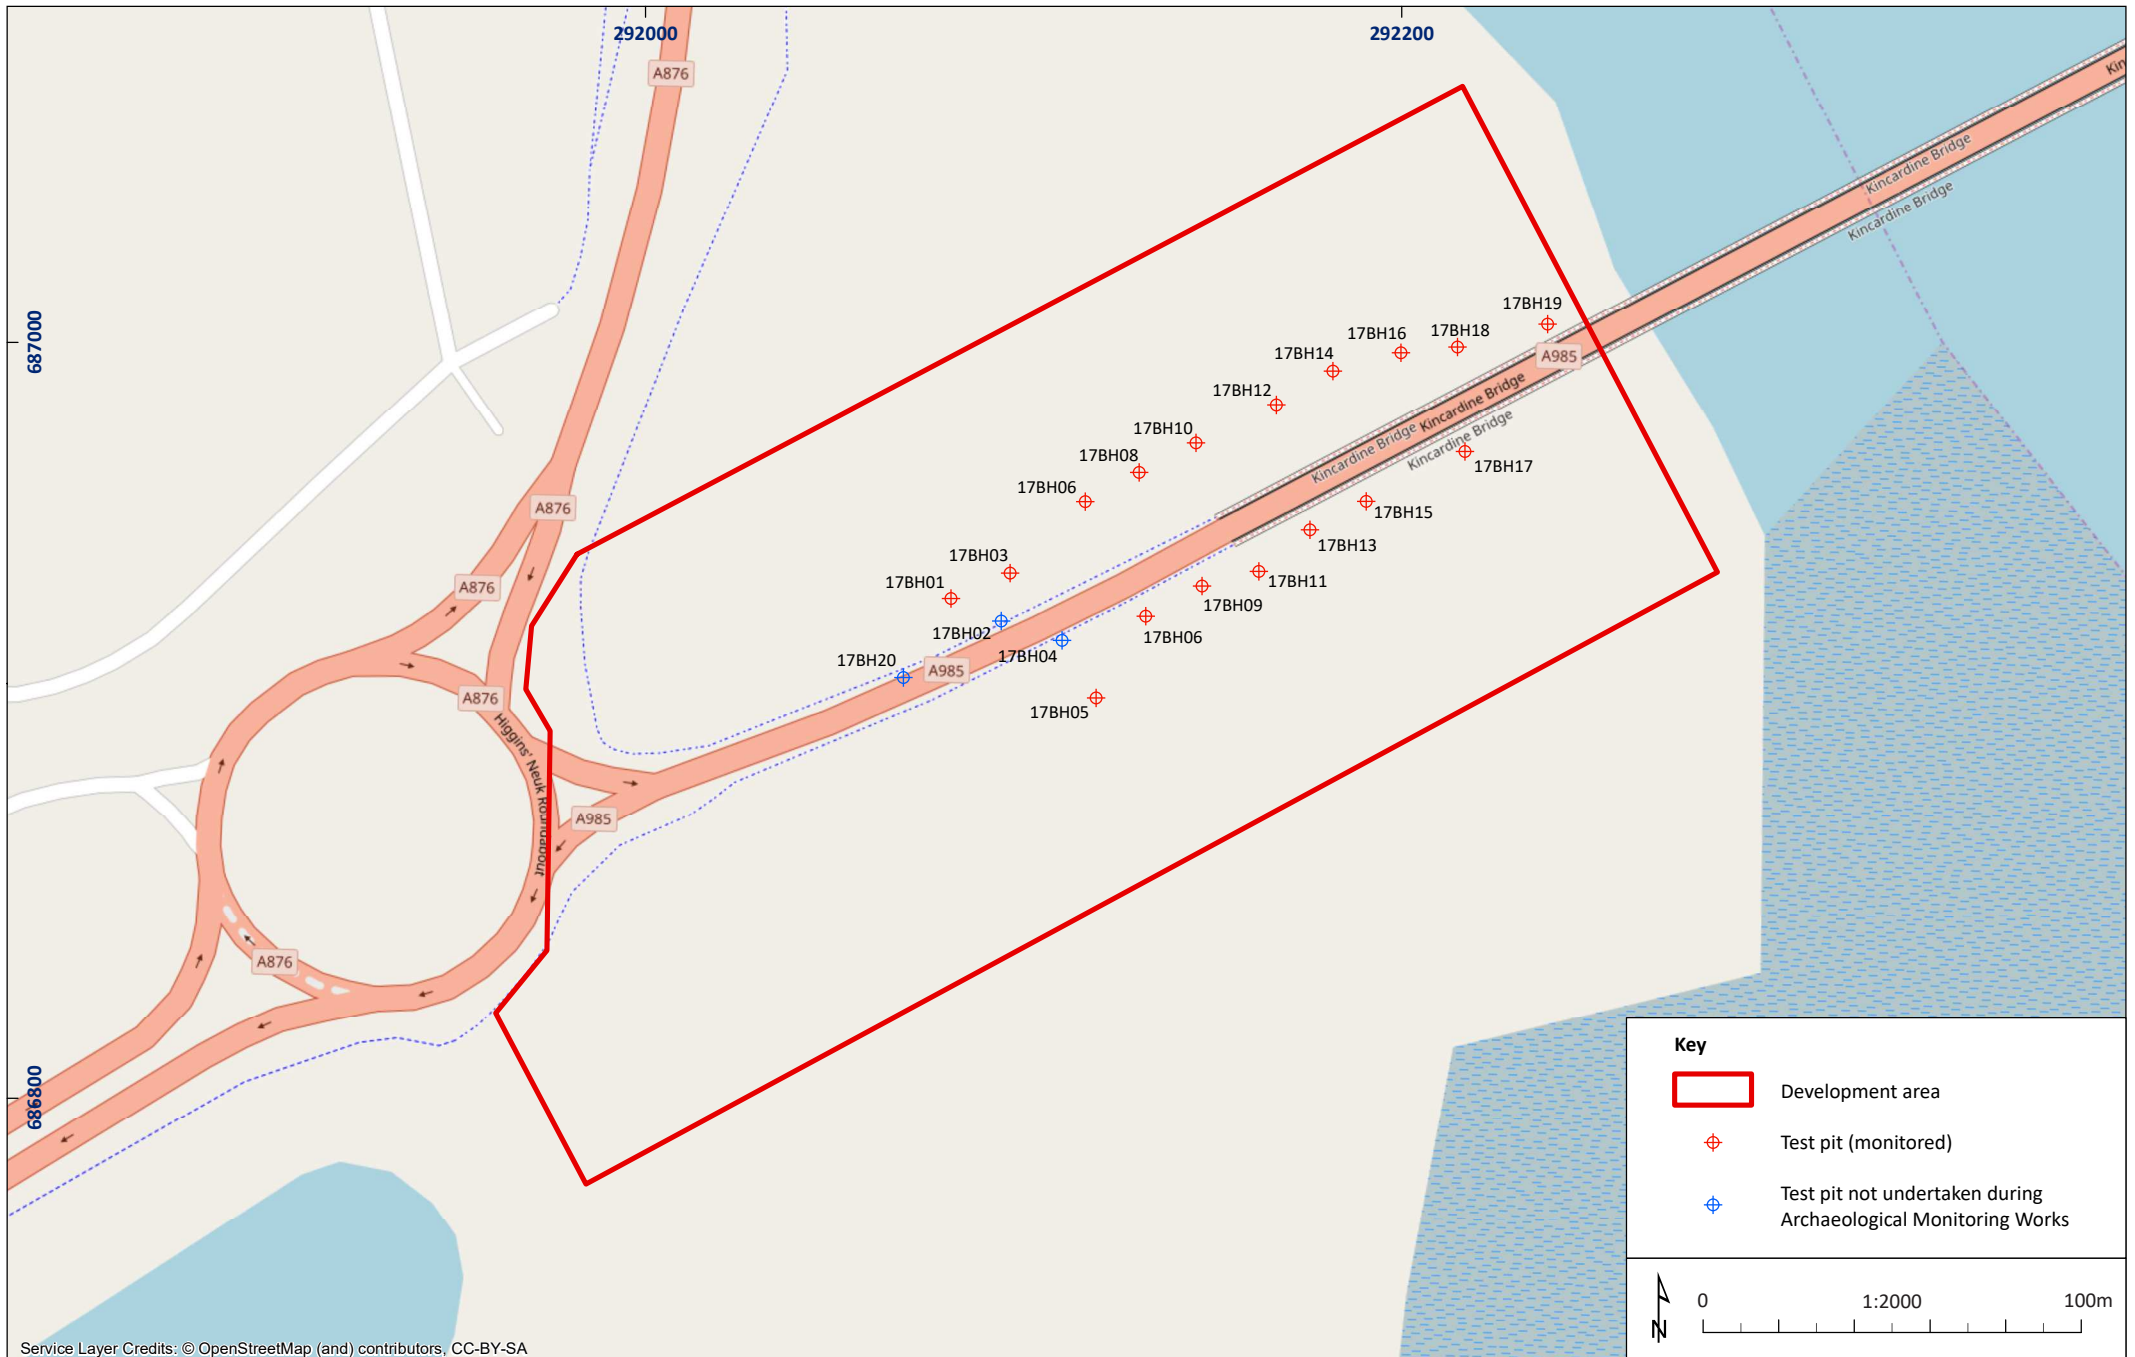 292000
292200
A876
Kin
Kincardine Bridge
Kincardine Bridge
687000
17BH19
17BH16
17BH18
17BH14
A985
17BH12
Kincardine Bridge
Kincardine Bridge
Kincardine Bridge
17BH10
17BH08
17BH17
17BH06
A876
17BH15
17BH13
17BH03
17BH01
A876
17BH11
17BH09
17BH02
17BH06
17BH04
17BH20
A985
A876
17BH05
Higgins' Neuk Roundabout
A985
A876
686800
Key
Development area
Test pit (monitored)
Test pit not undertaken during
Archaeological Monitoring Works
N
0 1:2000 100m
Service Layer Credits: © OpenStreetMap (and) contributors, CC-BY-SA